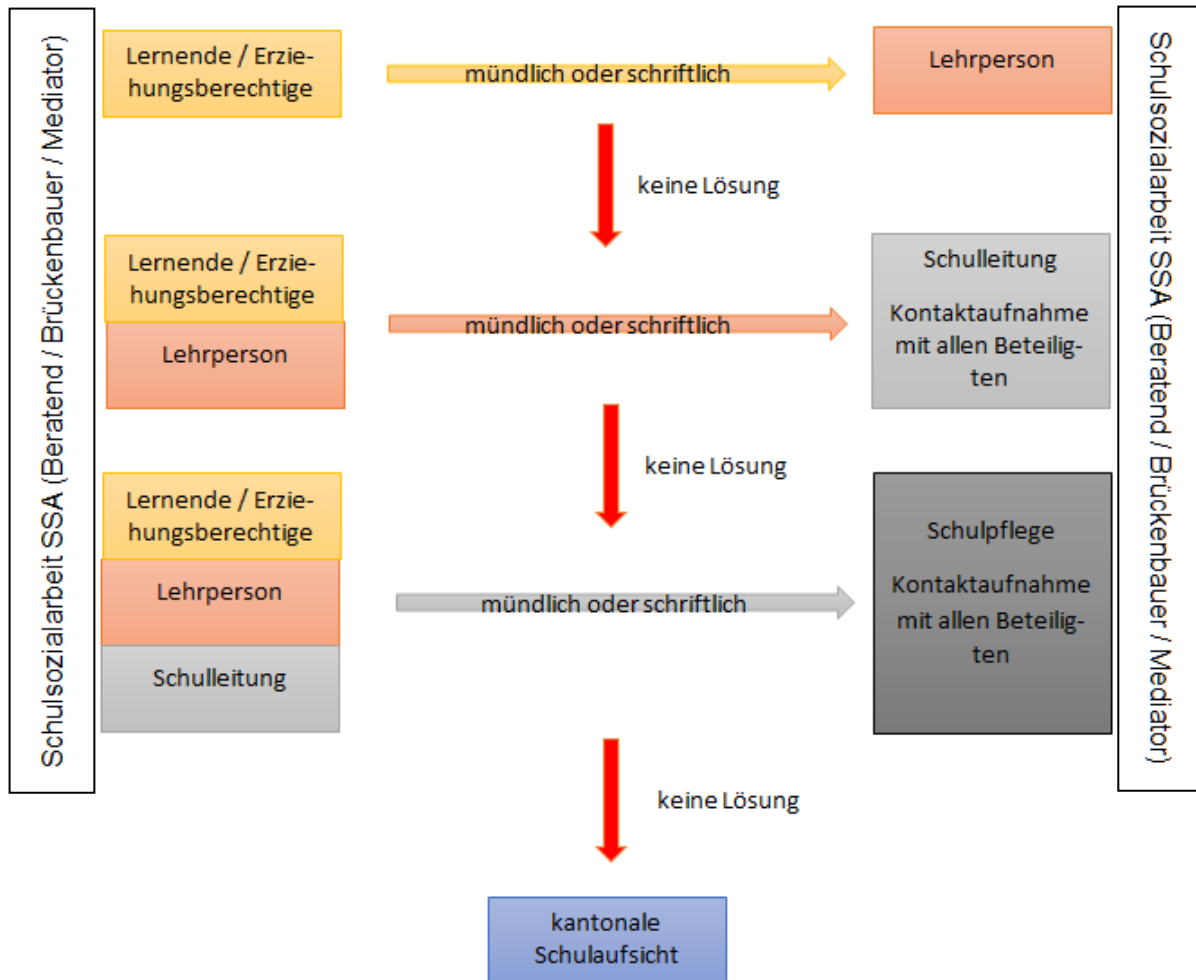 Schulsozialarbeit SSA (Beratend / Brückenbauer / Mediator)
Lernende / Erzie-
hungsberechtige
mündlich oder schriftlich
Lehrperson
Schulsozialarbeit SSA (Beratend / Brückenbauer / Mediator)
keine Lösung
Lernende / Erzie-
hungsberechtige
Lehrperson
mündlich oder schriftlich
Schulleitung
Kontaktaufnahme
mit allen Beteilig-
ten
keine Lösung
Lernende / Erzie-
hungsberechtige
Lehrperson
Schulleitung
mündlich oder schriftlich
Schulpflege
Kontaktaufnahme
mit allen Beteilig-
ten
keine Lösung
kantonale
Schulaufsicht